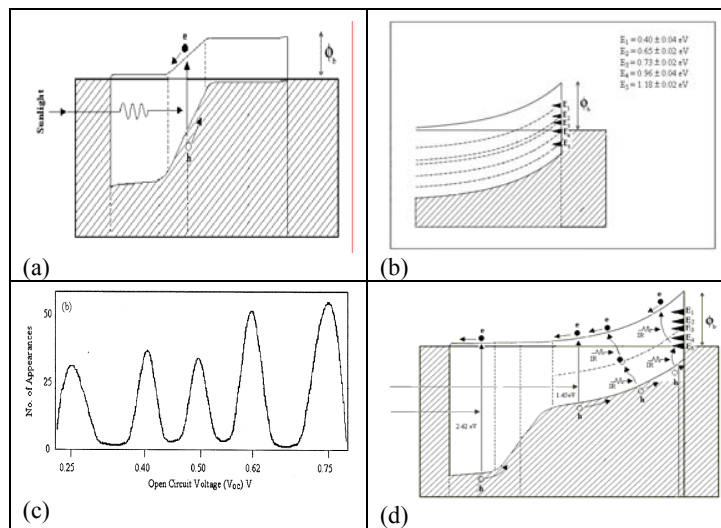 e
Φb
Sunlight
h
(a)
E₁ = 0.40 ± 0.04 eV
E₂ = 0.65 ± 0.02 eV
E₃ = 0.73 ± 0.02 eV
E₄ = 0.96 ± 0.04 eV
E₅ = 1.18 ± 0.02 eV
(b)
(b)
50
25
0
No. of Appearances
0.25 0.40 0.50 0.62 0.75
Open Circuit Voltage (VOC) V
(c)
e e e e
IR
E₁
E₂
E₃
E₄
E₅
Φb
IR IR IR
1.45 eV
2.42 eV
h h h
h
(d)